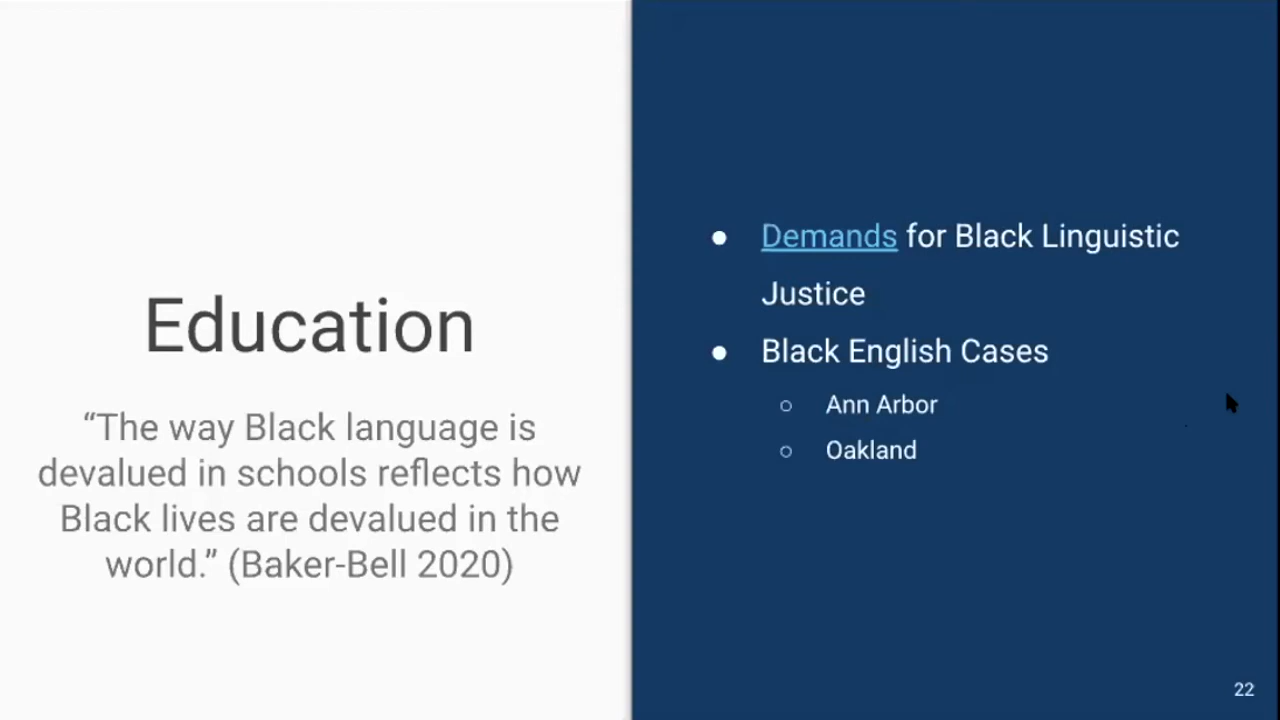 Education
“The way Black language is
devalued in schools reflects how
Black lives are devalued in the
world.” (Baker-Bell 2020)
● Demands for Black Linguistic
Justice
● Black English Cases
○ Ann Arbor
○ Oakland
22